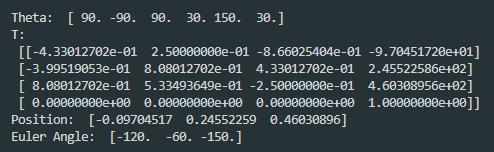 Theta:  [ 90. -90.  90.  30. 150.  30.]
T:
 [[-4.33012702e-01  2.50000000e-01 -8.66025404e-01 -9.70451720e+01]
 [-3.99519053e-01  8.08012702e-01  4.33012702e-01  2.45522586e+02]
 [ 8.08012702e-01  5.33493649e-01 -2.50000000e-01  4.60308956e+02]
 [ 0.00000000e+00  0.00000000e+00  0.00000000e+00  1.00000000e+00]]
Position:  [-0.09704517  0.24552259  0.46030896]
Euler Angle:  [-120.  -60. -150.]